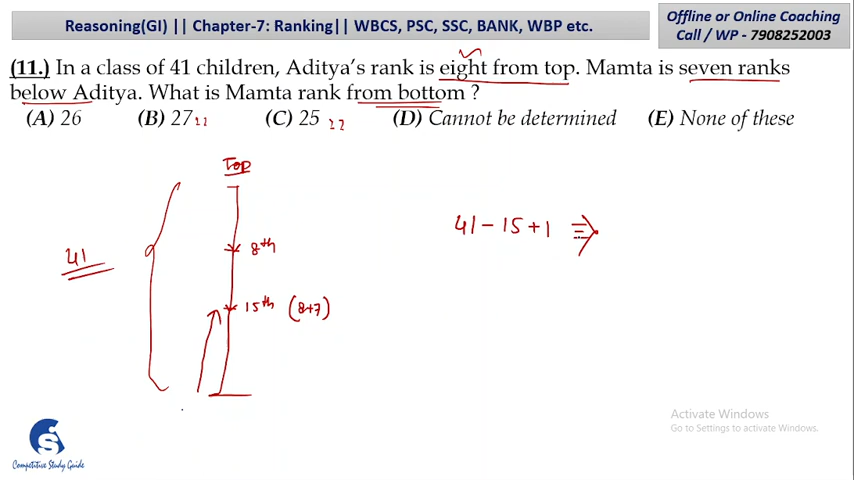 Reasoning(GI) || Chapter-7: Ranking|| WBCS, PSC, SSC, BANK, WBP etc.
Offline or Online Coaching
Call / WP - 7908252003
(11.) In a class of 41 children, Aditya's rank is eight from top. Mamta is seven ranks
below Aditya. What is Mamta rank from bottom ?
(A) 26 (B) 27 (C) 25 (D) Cannot be determined (E) None of these
Top
41 - 15 + 1 ⇒
8th
41
15th (8+7)
Activate Windows
Go to Settings to activate Windows.
Competitive Study Guide